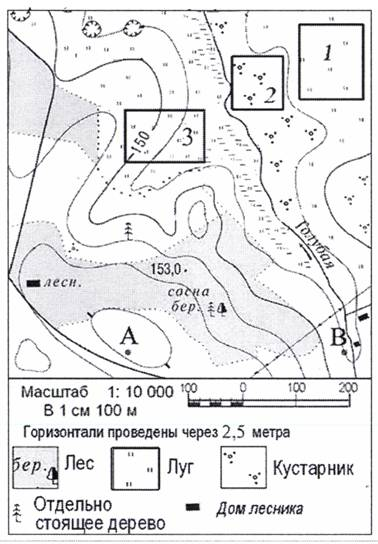 1
2
3
150
Голубая
153,0
лесн.
сосна
бер.
А
В
Масштаб 1: 10 000
В 1 см 100 м
100 0 100 200
Горизонтали проведены через 2,5 метра
бер. Лес Луг Кустарник
Отдельно
стоящее дерево
Дом лесника